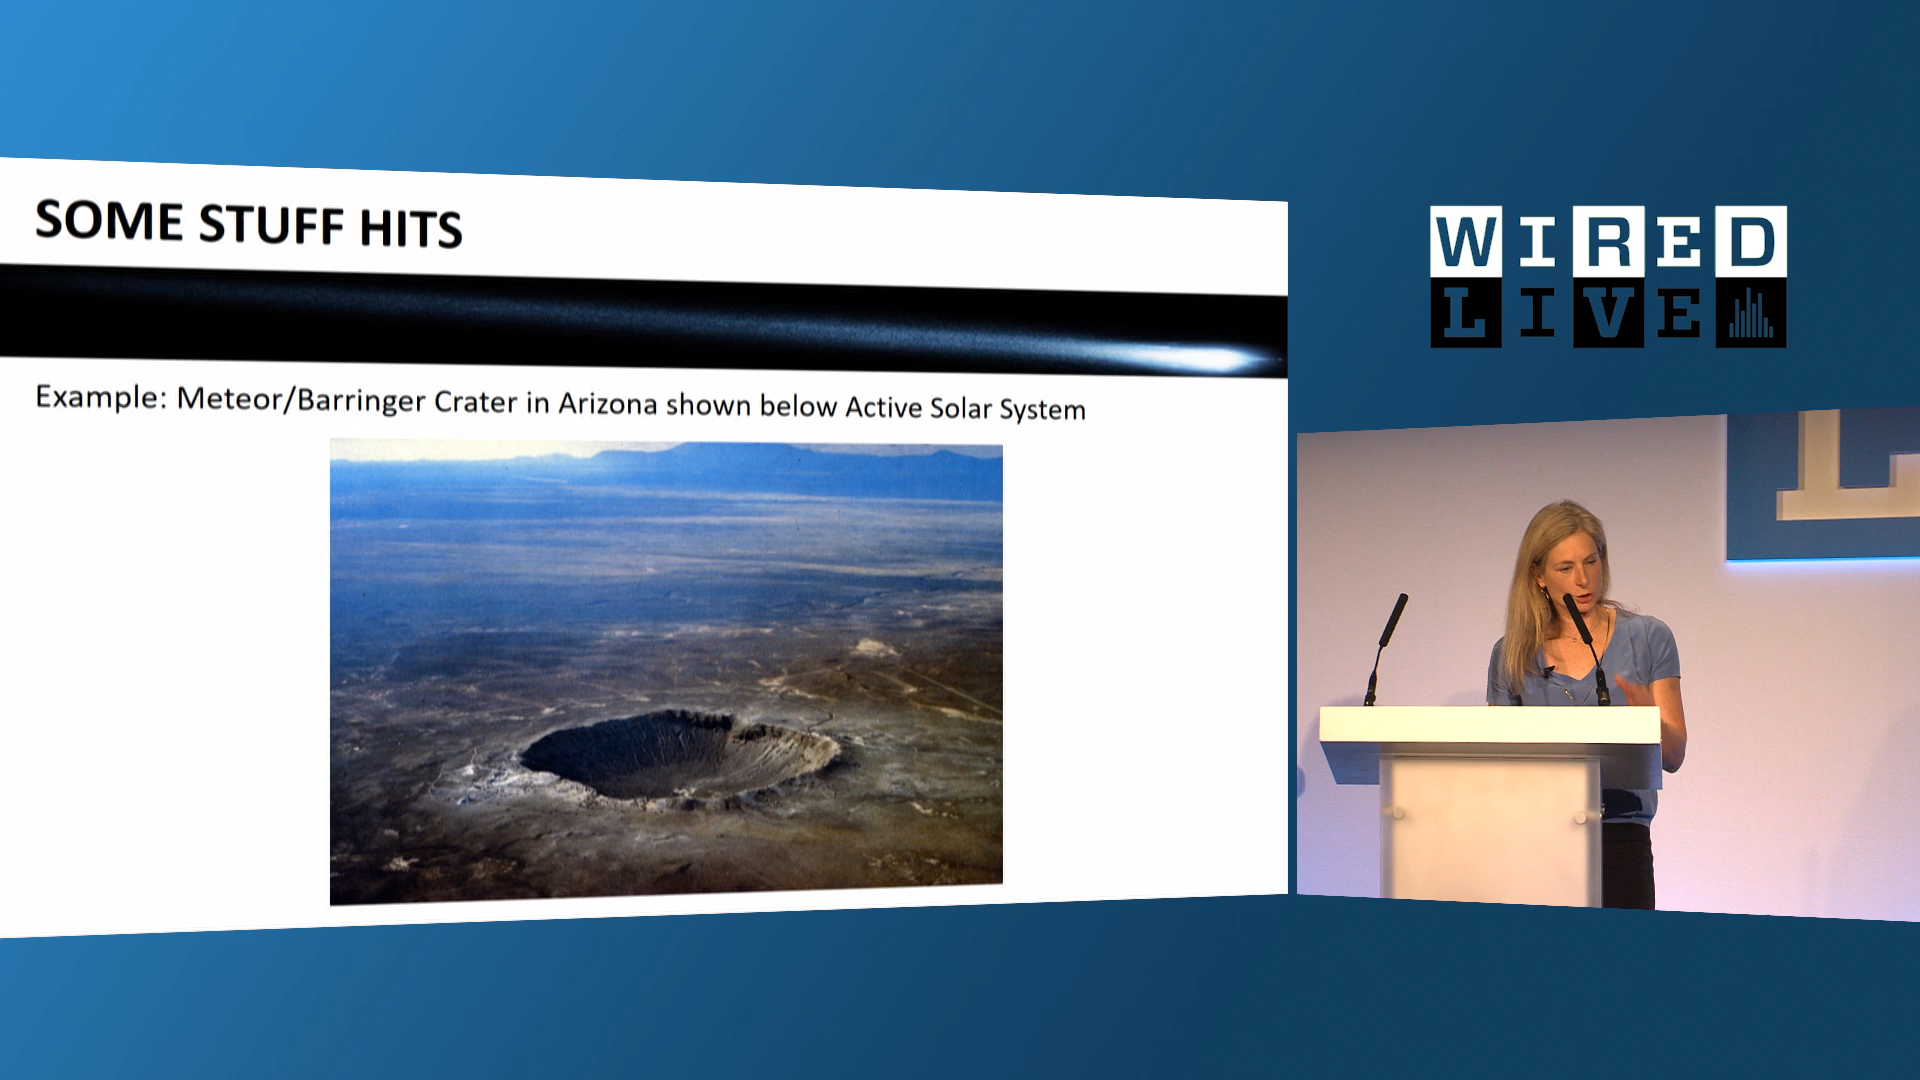 SOME STUFF HITS
Example: Meteor/Barringer Crater in Arizona shown below Active Solar System
WIRED
LIVE